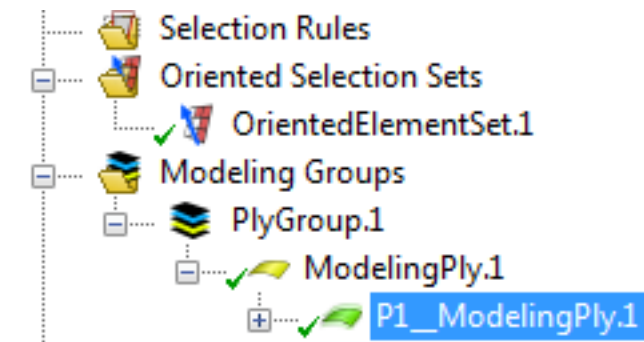 Selection Rules
Oriented Selection Sets
OrientedElementSet.1
Modeling Groups
PlyGroup.1
ModelingPly.1
P1__ModelingPly.1